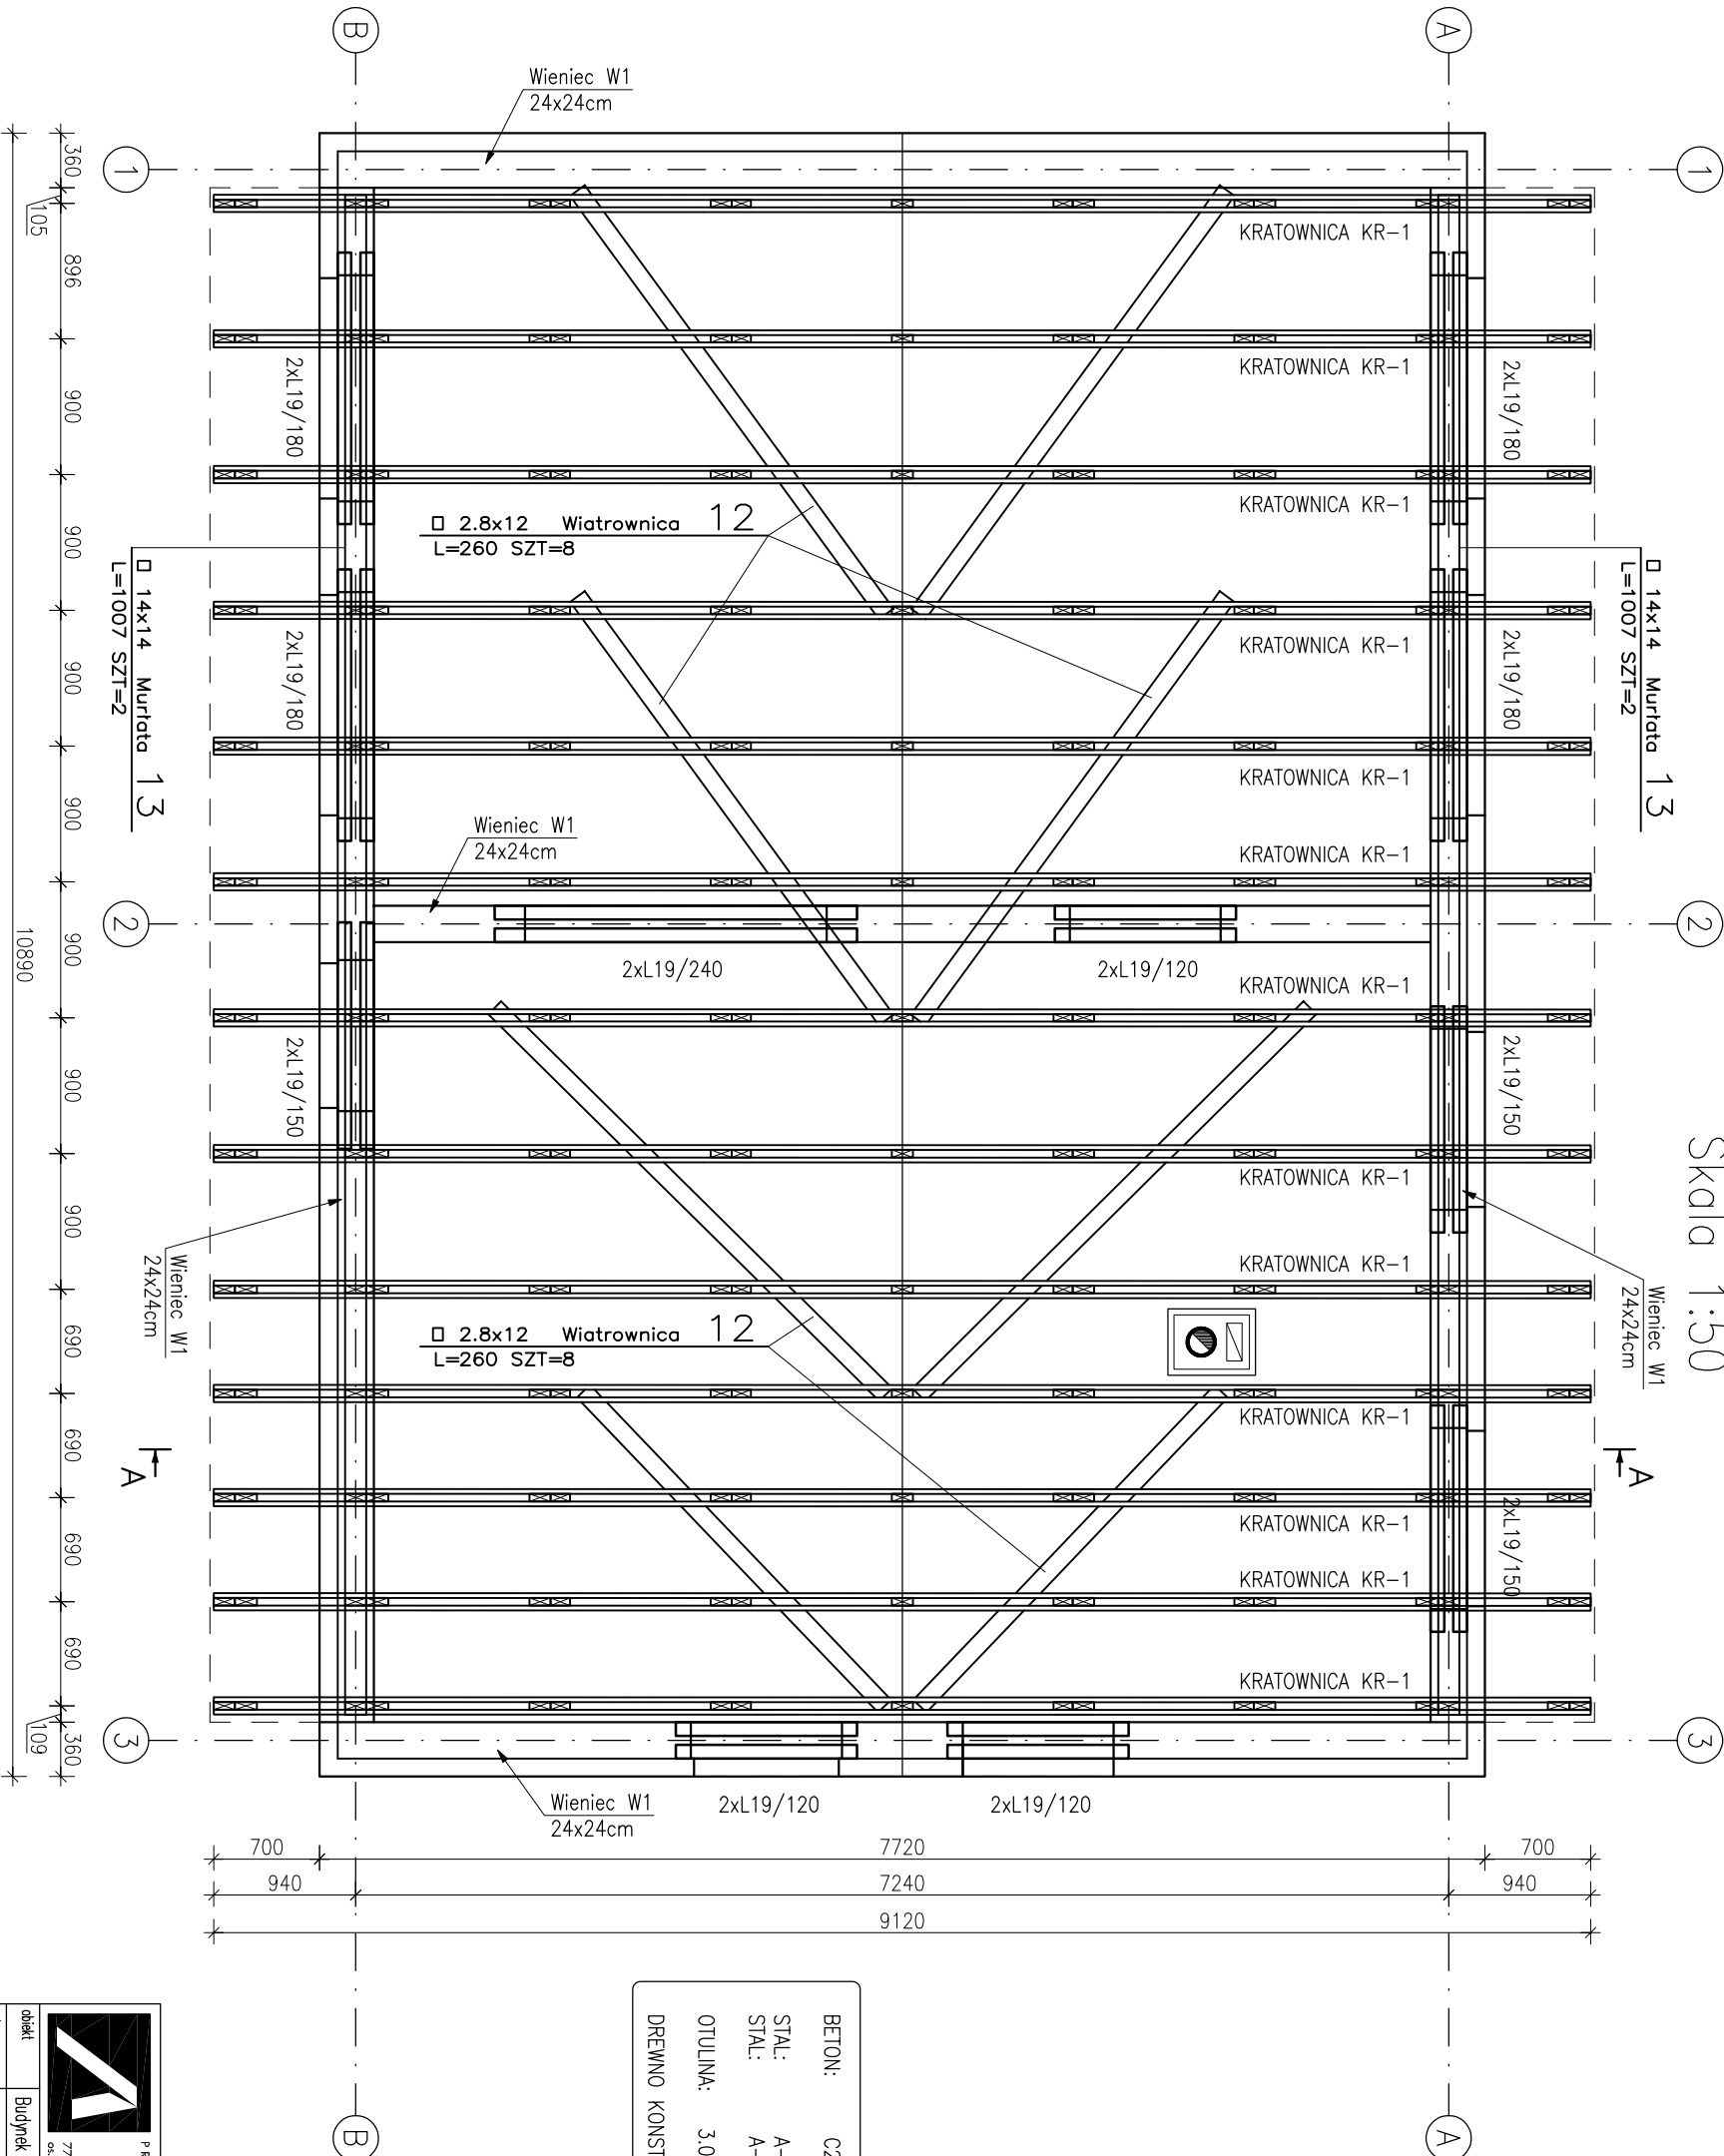 B
A
Wieniec W1
24x24cm
1
1
KRATOWNICA KR-1
KRATOWNICA KR-1
2xL19/180
2xL19/180
KRATOWNICA KR-1
□ 2.8x12 Wiatrownica 12
L=260 SZT=8
□ 14x14 Murłata 13
L=1007 SZT=2
□ 14x14 Murłata 13
L=1007 SZT=2
KRATOWNICA KR-1
2xL19/180
2xL19/180
KRATOWNICA KR-1
Wieniec W1
24x24cm
KRATOWNICA KR-1
2
2
2xL19/240
2xL19/120
KRATOWNICA KR-1
2xL19/150
2xL19/150
Skala 1:50
KRATOWNICA KR-1
Wieniec W1
24x24cm
Wieniec W1
24x24cm
KRATOWNICA KR-1
□ 2.8x12 Wiatrownica 12
L=260 SZT=8
KRATOWNICA KR-1
A
A
KRATOWNICA KR-1
2xL19/150
KRATOWNICA KR-1
KRATOWNICA KR-1
3
3
Wieniec W1
24x24cm
2xL19/120
2xL19/120
360
105
896
900
900
900
900
900
900
900
690
690
690
690
109
360
10890
700
7720
700
940
7240
940
9120
BETON:
STAL:
STAL:
OTULINA:
DREWNO
B
A
obiekt
Budynek